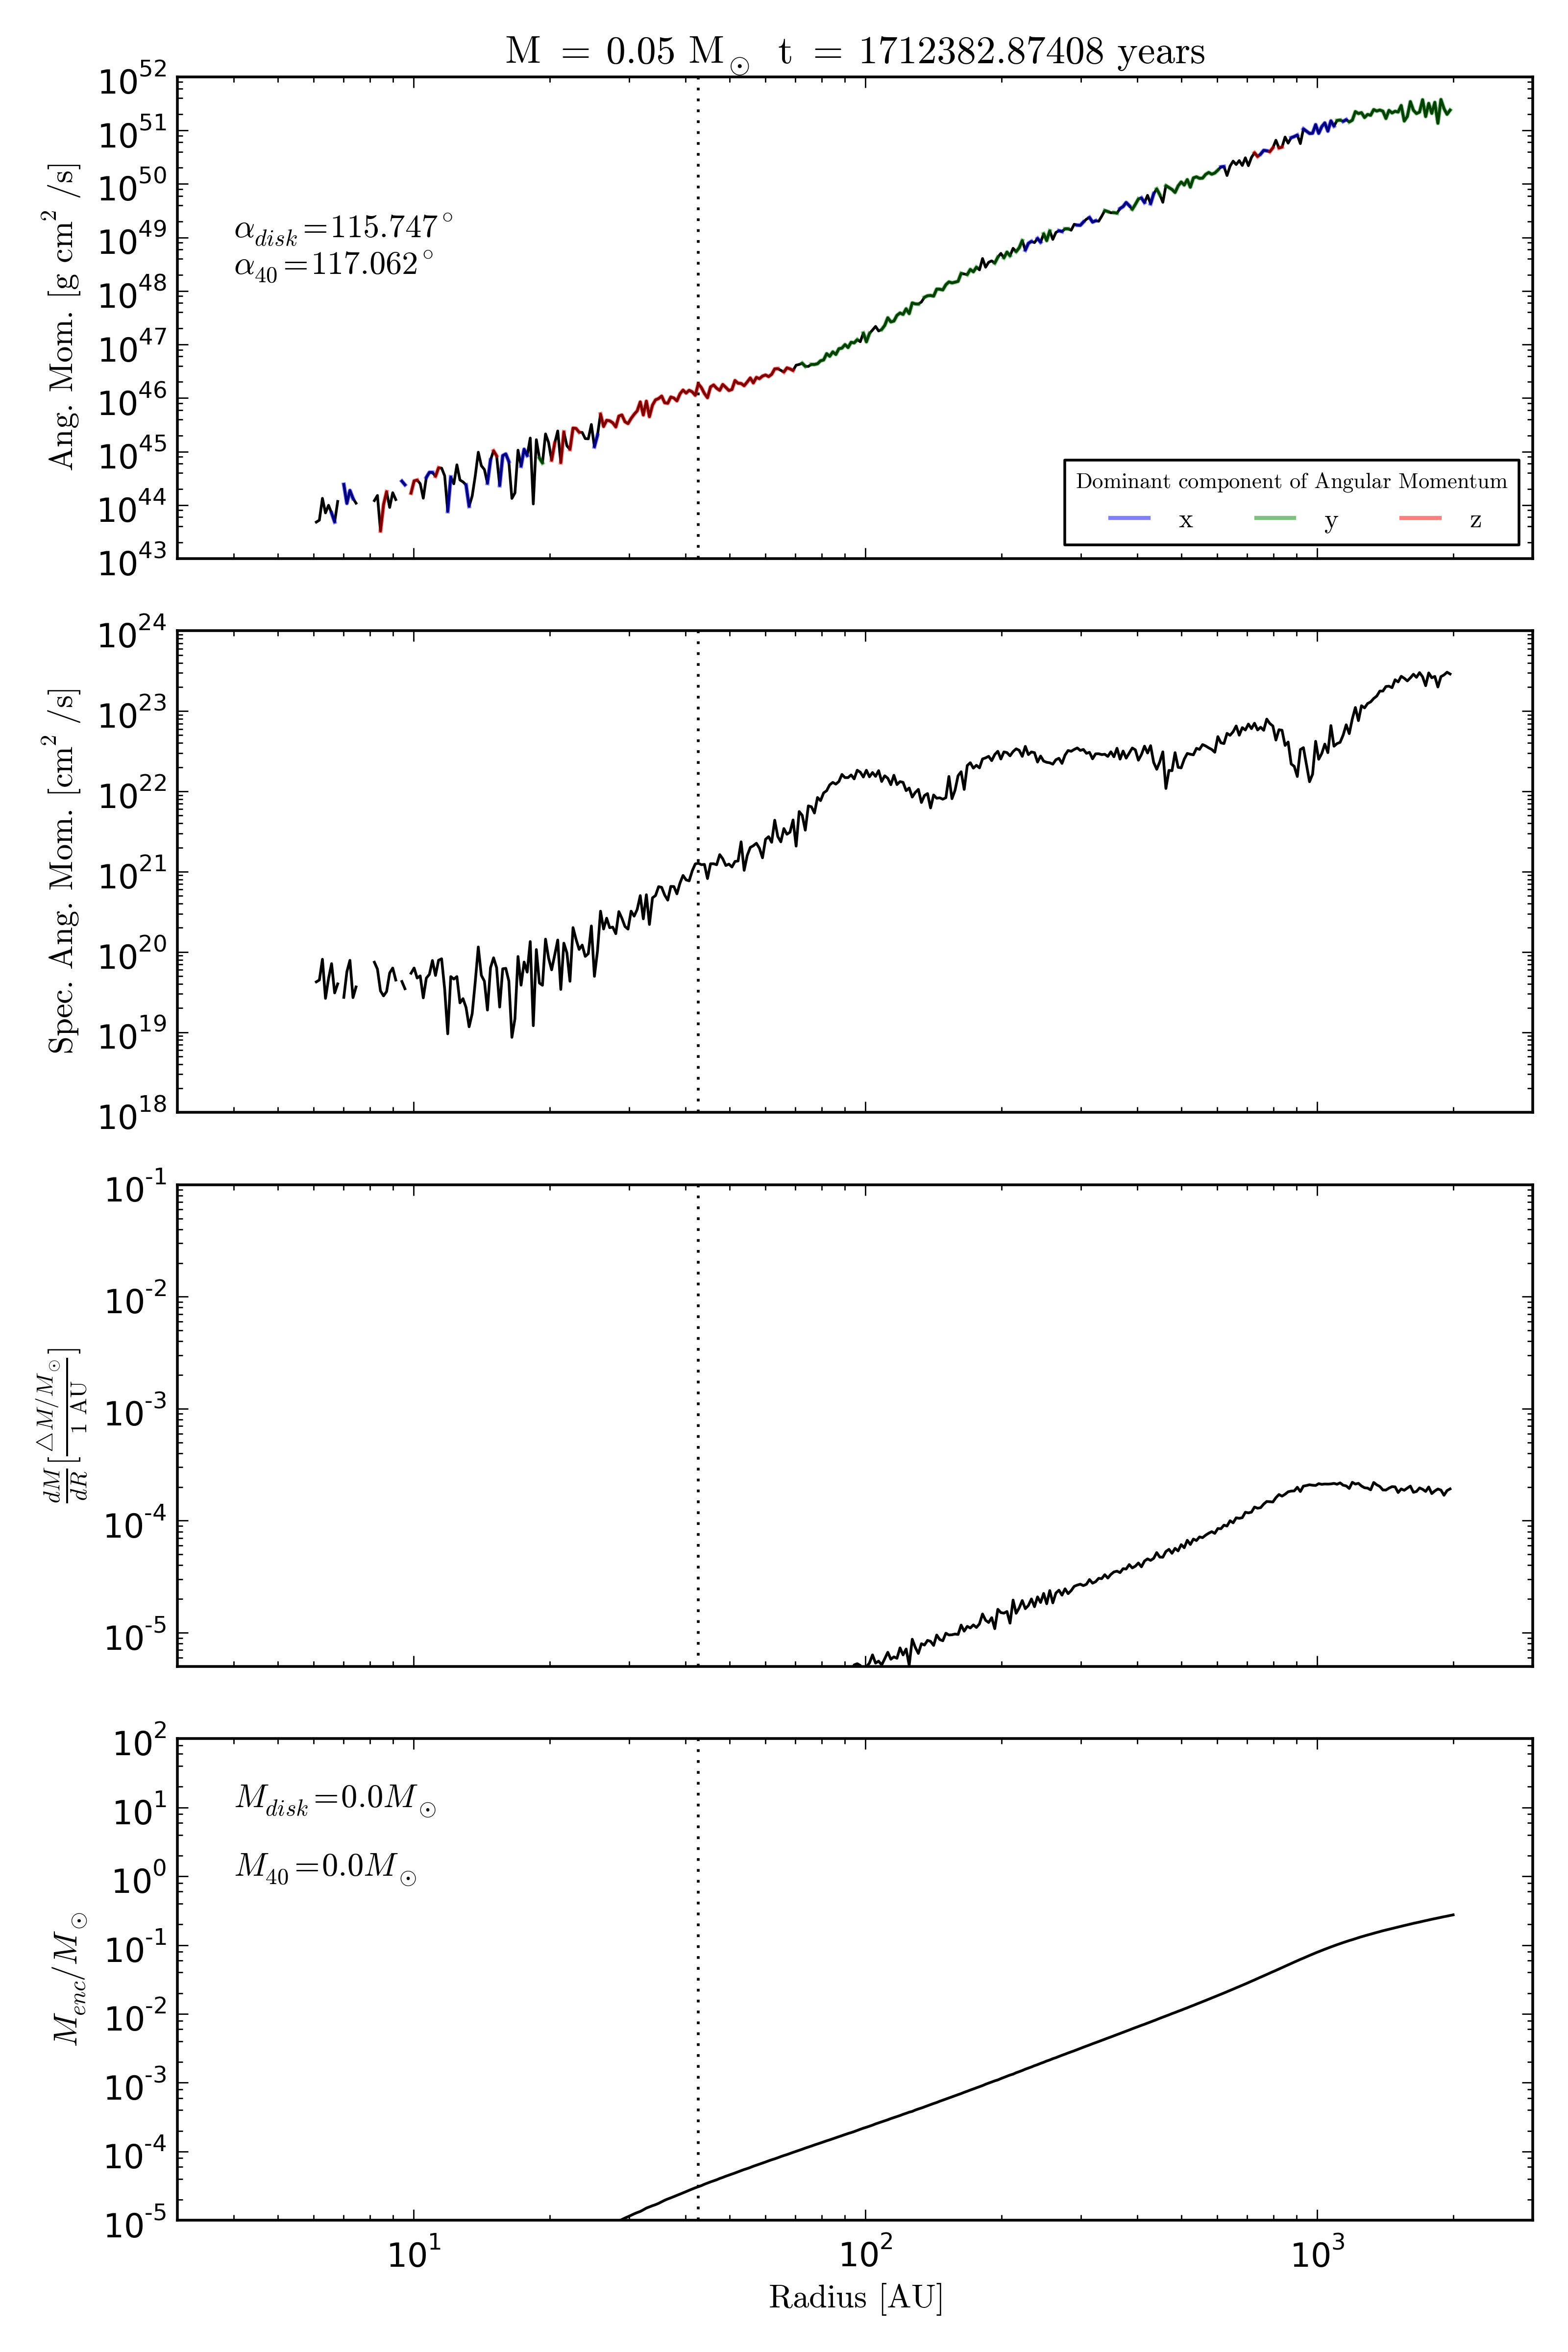 M = 0.05 M⊙ t = 1712382.87408 years
10^52
10^51
10^50
10^49
10^48
10^47
10^46
10^45
10^44
10^43
Ang. Mom. [g cm^2 /s]
α_disk=115.747°
α_40=117.062°
Dominant component of Angular Momentum
x y z
10^24
10^23
10^22
10^21
10^20
10^19
10^18
Spec. Ang. Mom. [cm^2 /s]
10^-1
10^-2
10^-3
10^-4
10^-5
dM/dR [△M/M⊙ / 1 AU]
10^2
10^1
10^0
10^-1
10^-2
10^-3
10^-4
10^-5
M_enc/M⊙
M_disk=0.0M⊙
M_40=0.0M⊙
10^1 10^2 10^3
Radius [AU]